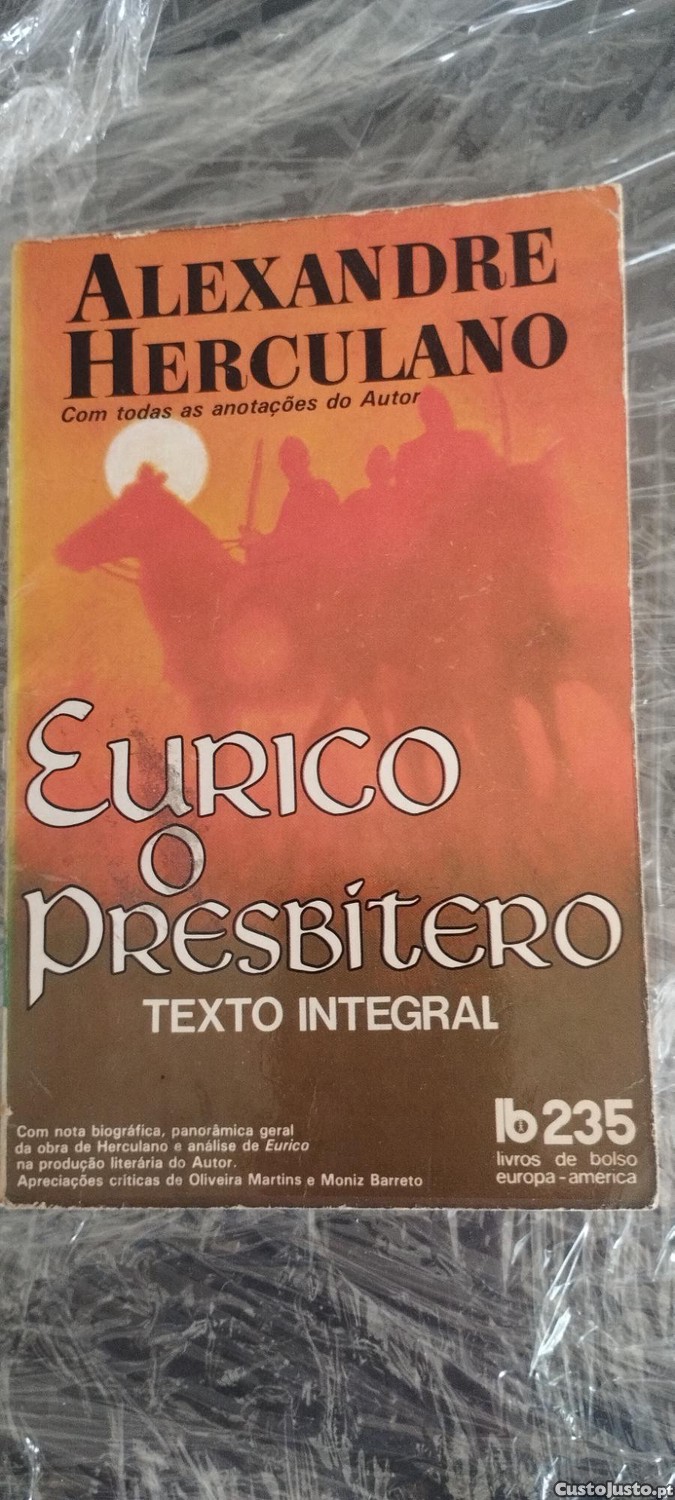 ALEXANDRE
HERCULANO
Com todas as anotações do Autor
EURICO
O
PRESBÍTERO
TEXTO INTEGRAL
Com nota biográfica, panorâmica geral
da obra de Herculano e análise de Eurico
na produção literária do Autor.
Apreciações críticas de Oliveira Martins e Moniz Barreto
lb 235
livros de bolso
europa-america
CustoJusto.pt